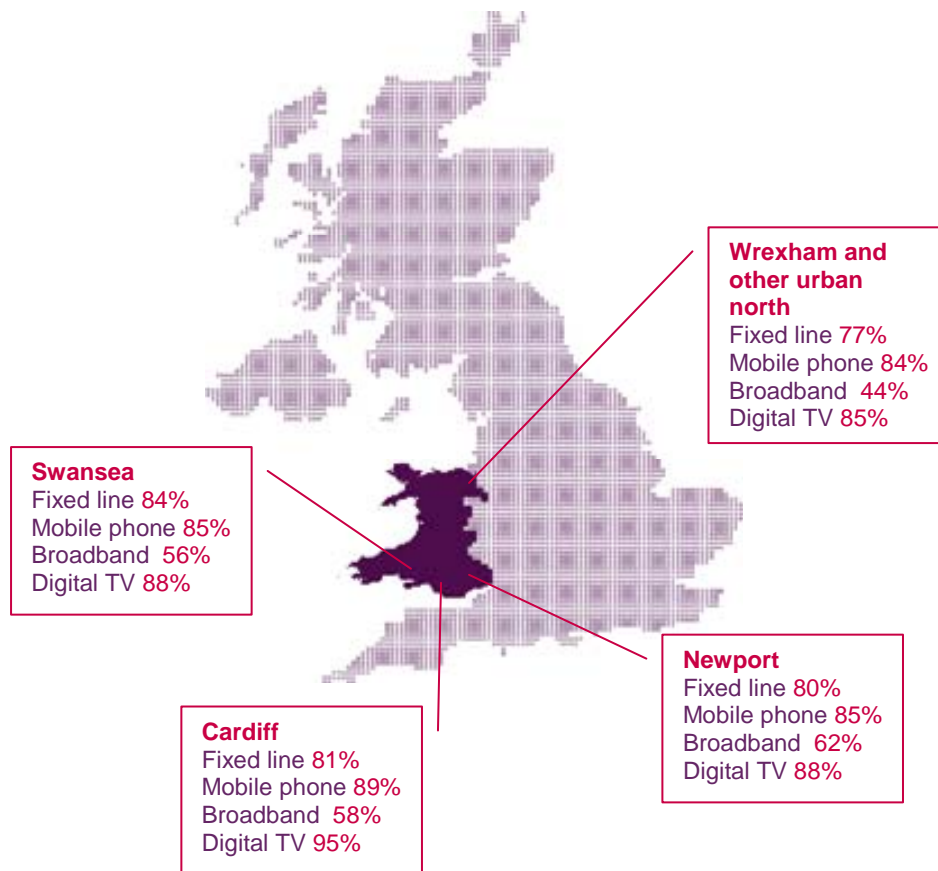 Wrexham and
other urban
north
Fixed line 77%
Mobile phone 84%
Broadband 44%
Digital TV 85%
Swansea
Fixed line 84%
Mobile phone 85%
Broadband 56%
Digital TV 88%
Newport
Fixed line 80%
Mobile phone 85%
Broadband 62%
Digital TV 88%
Cardiff
Fixed line 81%
Mobile phone 89%
Broadband 58%
Digital TV 95%